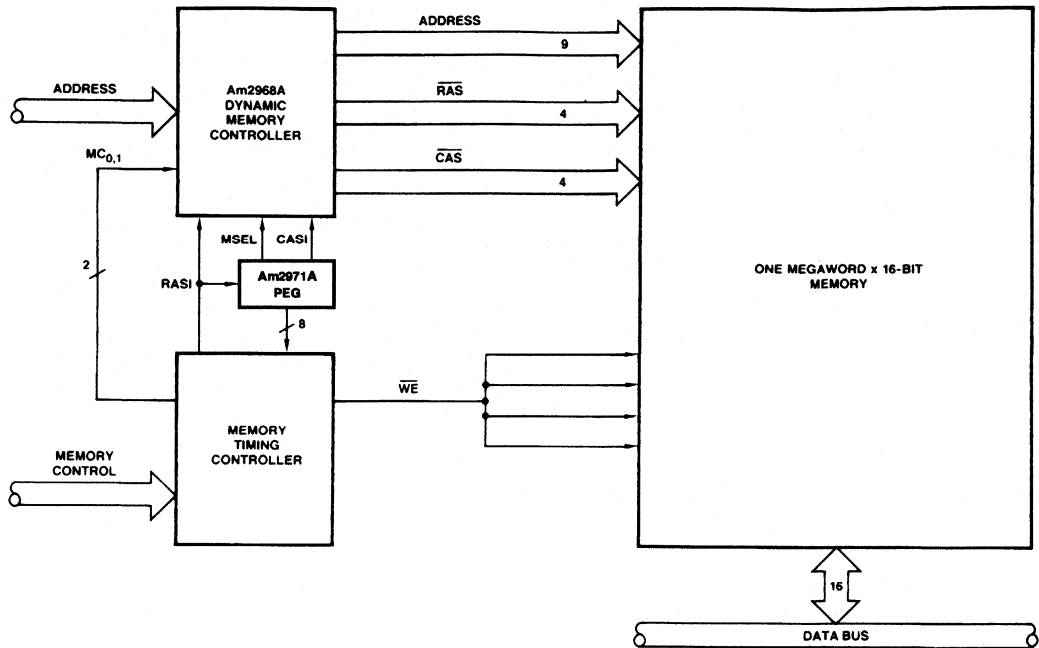 ADDRESS
9
RAS
4
CAS
4
ADDRESS
Am2968A
DYNAMIC
MEMORY
CONTROLLER
MC0,1
MSEL
CASI
2
RASI
Am2971A
PEG
8
ONE MEGAWORD x 16-BIT
MEMORY
WE
MEMORY
TIMING
CONTROLLER
MEMORY
CONTROL
16
DATA BUS